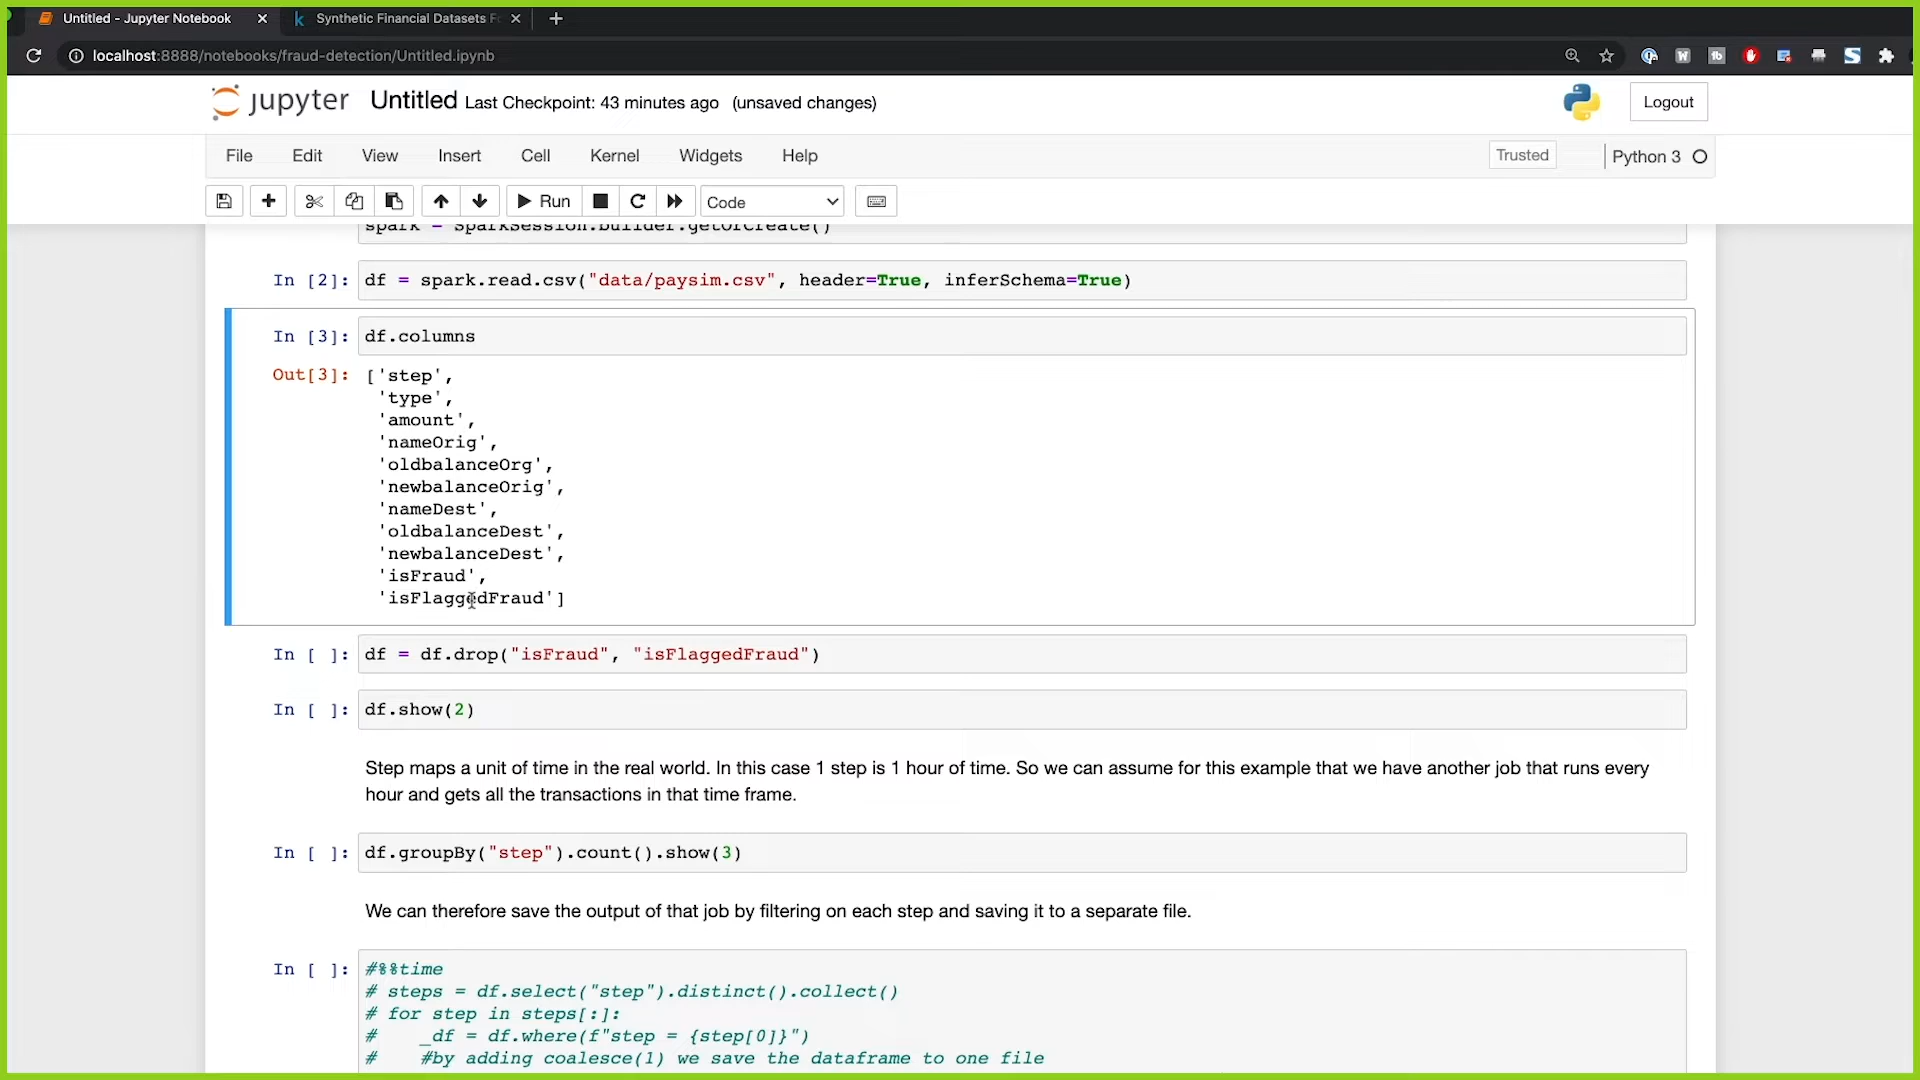 Untitled - Jupyter Notebook
Synthetic Financial Datasets F
localhost:8888/notebooks/fraud-detection/Untitled.ipynb
jupyter Untitled Last Checkpoint: 43 minutes ago (unsaved changes)
Logout
File Edit View Insert Cell Kernel Widgets Help
Trusted
Python 3
Run
Code
spark = SparkSession.builder.getOrCreate()
In [2]: df = spark.read.csv("data/paysim.csv", header=True, inferSchema=True)
In [3]: df.columns
Out[3]: ['step',
'type',
'amount',
'nameOrig',
'oldbalanceOrg',
'newbalanceOrig',
'nameDest',
'oldbalanceDest',
'newbalanceDest',
'isFraud',
'isFlaggedFraud']
In [ ]: df = df.drop("isFraud", "isFlaggedFraud")
In [ ]: df.show(2)
Step maps a unit of time in the real world. In this case 1 step is 1 hour of time. So we can assume for this example that we have another job that runs every
hour and gets all the transactions in that time frame.
In [ ]: df.groupBy("step").count().show(3)
We can therefore save the output of that job by filtering on each step and saving it to a separate file.
In [ ]: #%%time
# steps = df.select("step").distinct().collect()
# for step in steps[:]:
#    _df = df.where(f"step = {step[0]}")
#    #by adding coalesce(1) we save the dataframe to one file